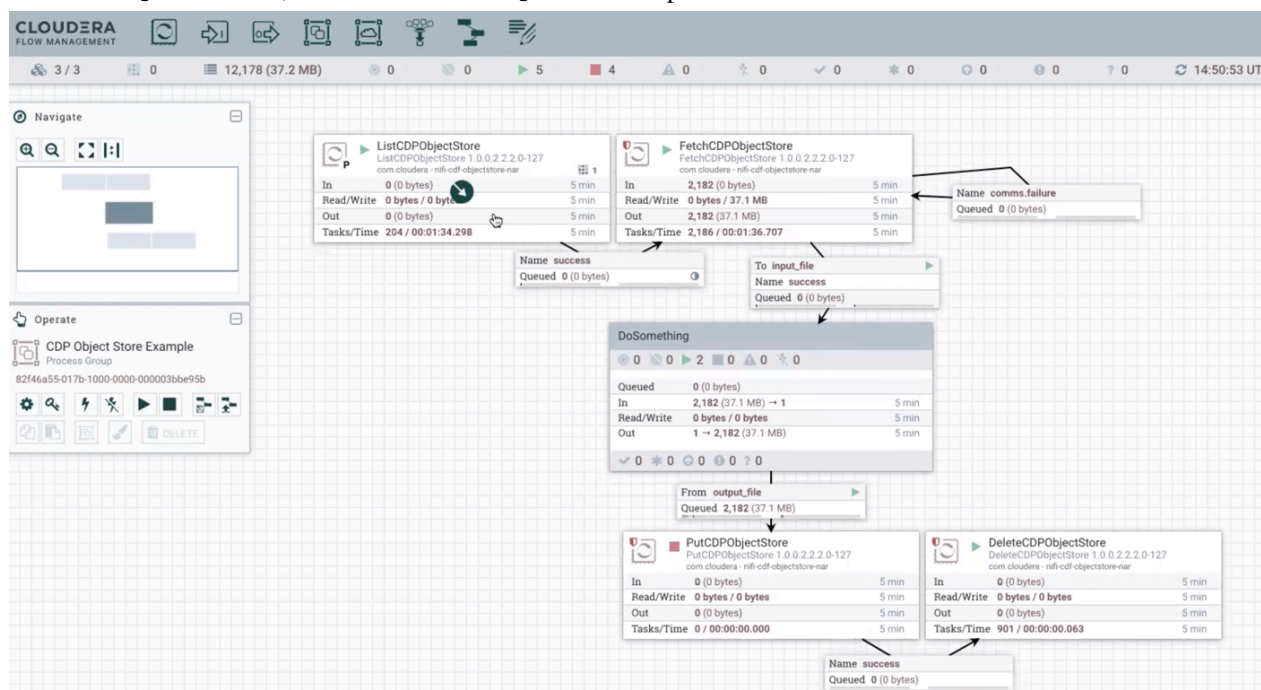 CLOUDERA
FLOW MANAGEMENT
3 / 3 0 12,178 (37.2 MB) 0 0 5 4 0 0 0 0 0 0 ? 0 14:50:53 UT
Navigate
ListCDPObjectStore
ListCDPObjectStore 1.0.0.2.2.2.0-127
com.cloudera - nifi-cdf-objectstore-nar
P
1
In 0 (0 bytes) 5 min
Read/Write 0 bytes / 0 5 min
Out 0 (0 bytes) 5 min
Tasks/Time 204 / 00:01:34.298 5 min
FetchCDPObjectStore
FetchCDPObjectStore 1.0.0.2.2.2.0-127
com.cloudera - nifi-cdf-objectstore-nar
In 2,182 (0 bytes) 5 min
Read/Write 0 bytes / 37.1 MB 5 min
Out 2,182 (37.1 MB) 5 min
Tasks/Time 2,186 / 00:01:36.707 5 min
Name comms.failure
Queued 0 (0 bytes)
Name success
Queued 0 (0 bytes)
To input_file
Name success
Queued 0 (0 bytes)
Operate
CDP Object Store Example
Process Group
82f46a55-017b-1000-0000-000003bbe95b
DELETE
DoSomething
0 0 2 0 0 0
Queued 0 (0 bytes)
In 2,182 (37.1 MB) → 1 5 min
Read/Write 0 bytes / 0 bytes 5 min
Out 1 → 2,182 (37.1 MB) 5 min
0 0 0 0 ? 0
From output_file
Queued 2,182 (37.1 MB)
PutCDPObjectStore
PutCDPObjectStore 1.0.0.2.2.2.0-127
com.cloudera - nifi-cdf-objectstore-nar
In 0 (0 bytes) 5 min
Read/Write 0 bytes / 0 bytes 5 min
Out 0 (0 bytes) 5 min
Tasks/Time 0 / 00:00:00.000 5 min
DeleteCDPObjectStore
DeleteCDPObjectStore 1.0.0.2.2.2.0-127
com.cloudera - nifi-cdf-objectstore-nar
In 0 (0 bytes) 5 min
Read/Write 0 bytes / 0 bytes 5 min
Out 0 (0 bytes) 5 min
Tasks/Time 901 / 00:00:00.063 5 min
Name success
Queued 0 (0 bytes)